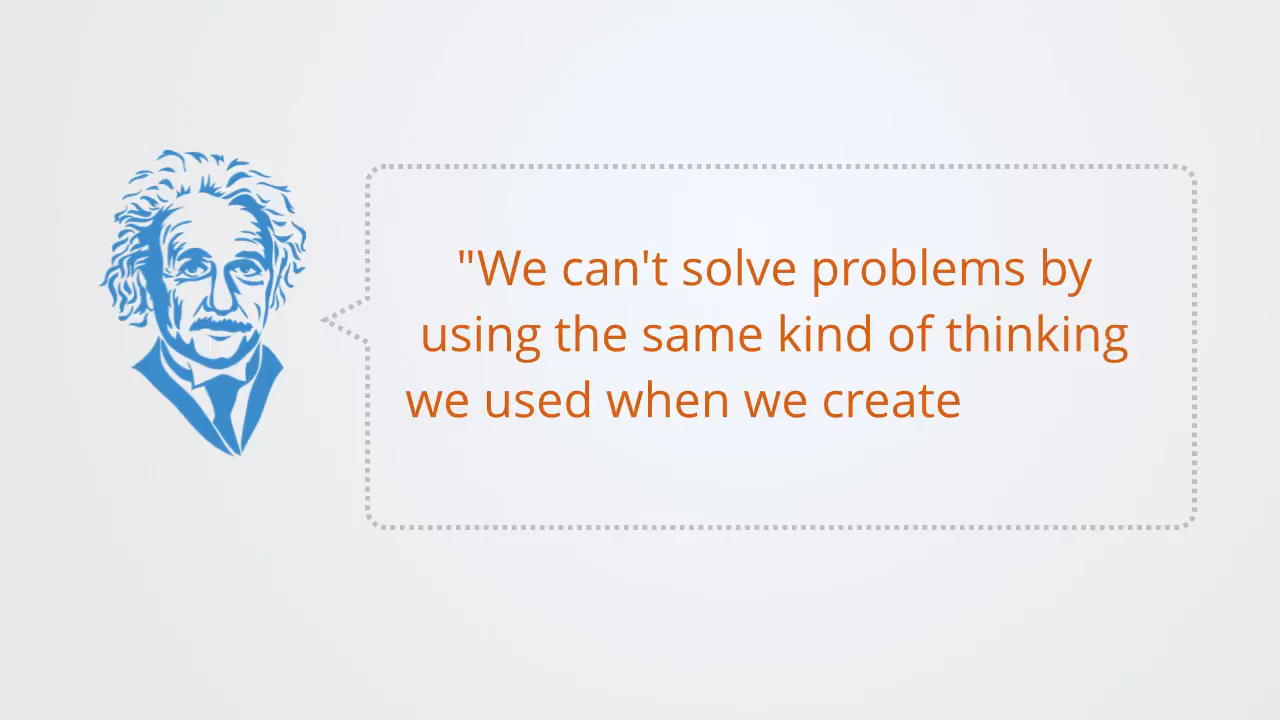 "We can't solve problems by
using the same kind of thinking
we used when we create